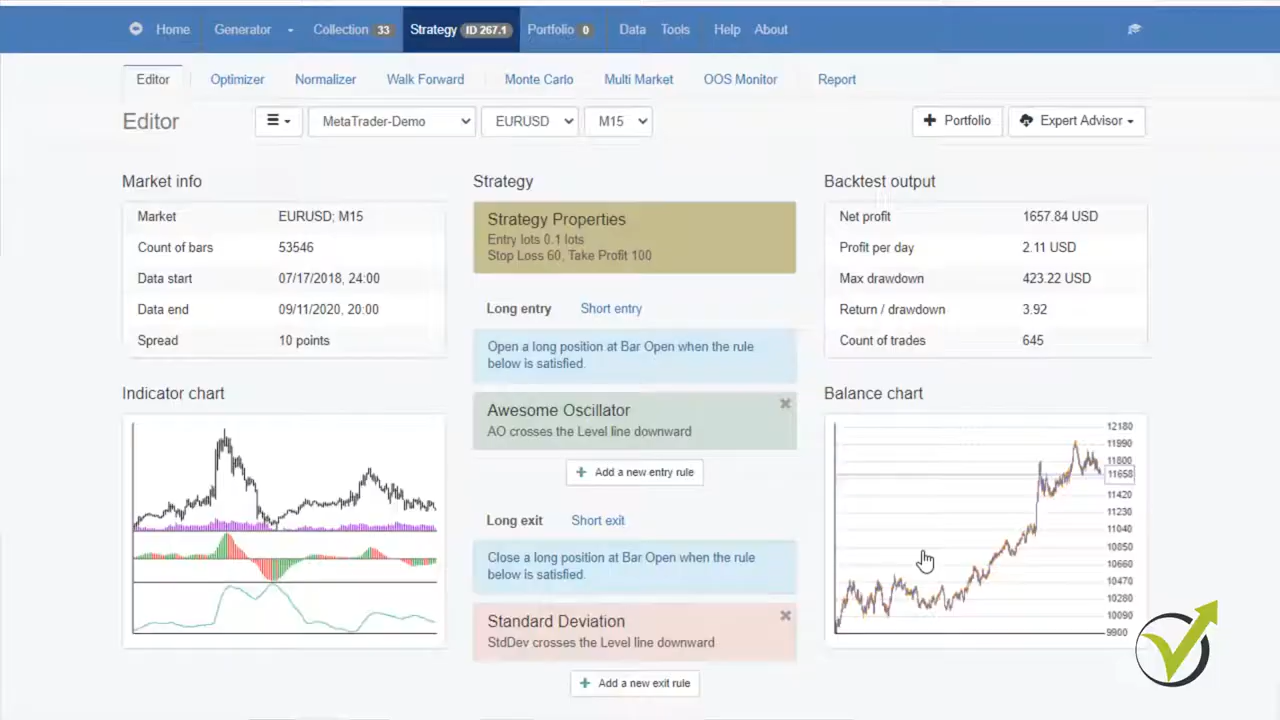 Home Generator Collection 33 Strategy ID 267.1 Portfolio 0 Data Tools Help About
Editor Optimizer Normalizer Walk Forward Monte Carlo Multi Market OOS Monitor Report
Editor MetaTrader-Demo EURUSD M15 Portfolio Expert Advisor
Market info
Market EURUSD; M15
Count of bars 53546
Data start 07/17/2018, 24:00
Data end 09/11/2020, 20:00
Spread 10 points
Indicator chart
Strategy
Strategy Properties
Entry lots 0.1 lots
Stop Loss 60, Take Profit 100
Long entry Short entry
Open a long position at Bar Open when the rule
below is satisfied.
Awesome Oscillator
AO crosses the Level line downward
Add a new entry rule
Long exit Short exit
Close a long position at Bar Open when the rule
below is satisfied.
Standard Deviation
StdDev crosses the Level line downward
Add a new exit rule
Backtest output
Net profit 1657.84 USD
Profit per day 2.11 USD
Max drawdown 423.22 USD
Return / drawdown 3.92
Count of trades 645
Balance chart
12180
11990
11800
11658
11420
11230
11040
10850
10660
10470
10280
10090
9900